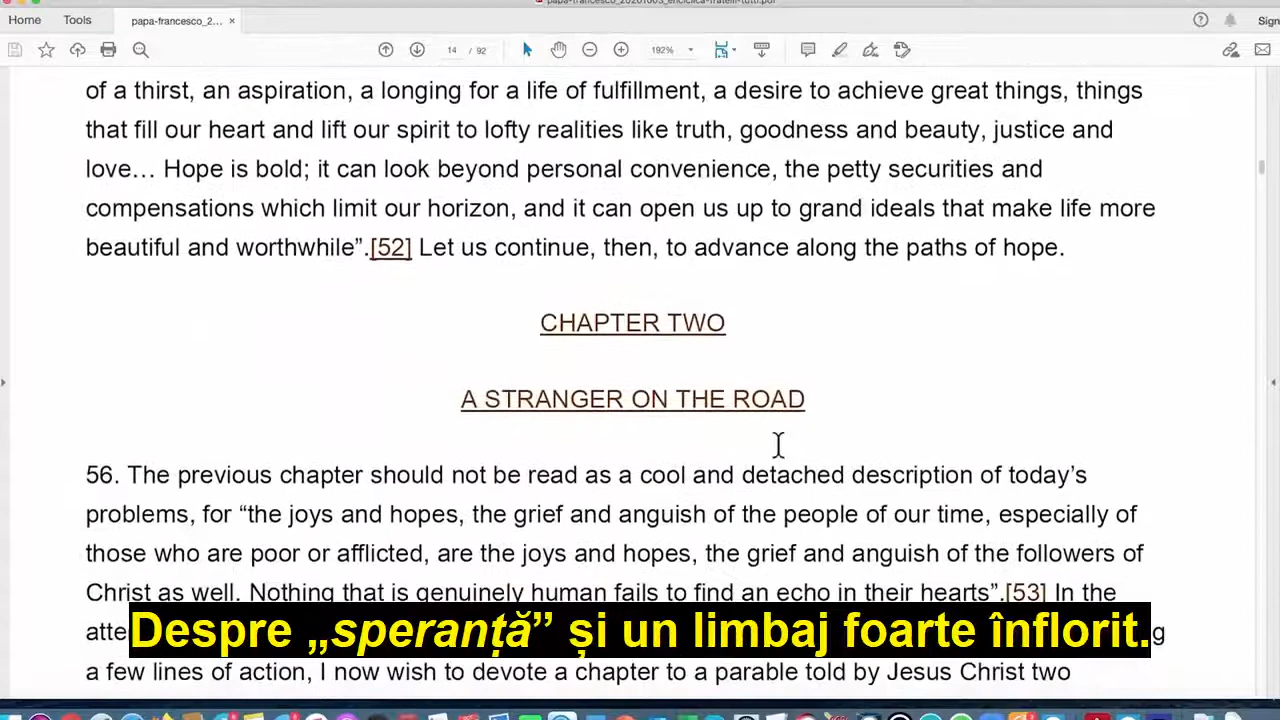 papa-francesco_20201003_enciclica-fratelli-tutti.pdf
Home Tools papa-francesco_2... × Sign
14 / 92 192%
of a thirst, an aspiration, a longing for a life of fulfillment, a desire to achieve great things, things
that fill our heart and lift our spirit to lofty realities like truth, goodness and beauty, justice and
love… Hope is bold; it can look beyond personal convenience, the petty securities and
compensations which limit our horizon, and it can open us up to grand ideals that make life more
beautiful and worthwhile”.[52] Let us continue, then, to advance along the paths of hope.
CHAPTER TWO
A STRANGER ON THE ROAD
56. The previous chapter should not be read as a cool and detached description of today’s
problems, for “the joys and hopes, the grief and anguish of the people of our time, especially of
those who are poor or afflicted, are the joys and hopes, the grief and anguish of the followers of
Christ as well. Nothing that is genuinely human fails to find an echo in their hearts”.[53] In the
Despre „speranță” și un limbaj foarte înflorit.
a few lines of action, I now wish to devote a chapter to a parable told by Jesus Christ two